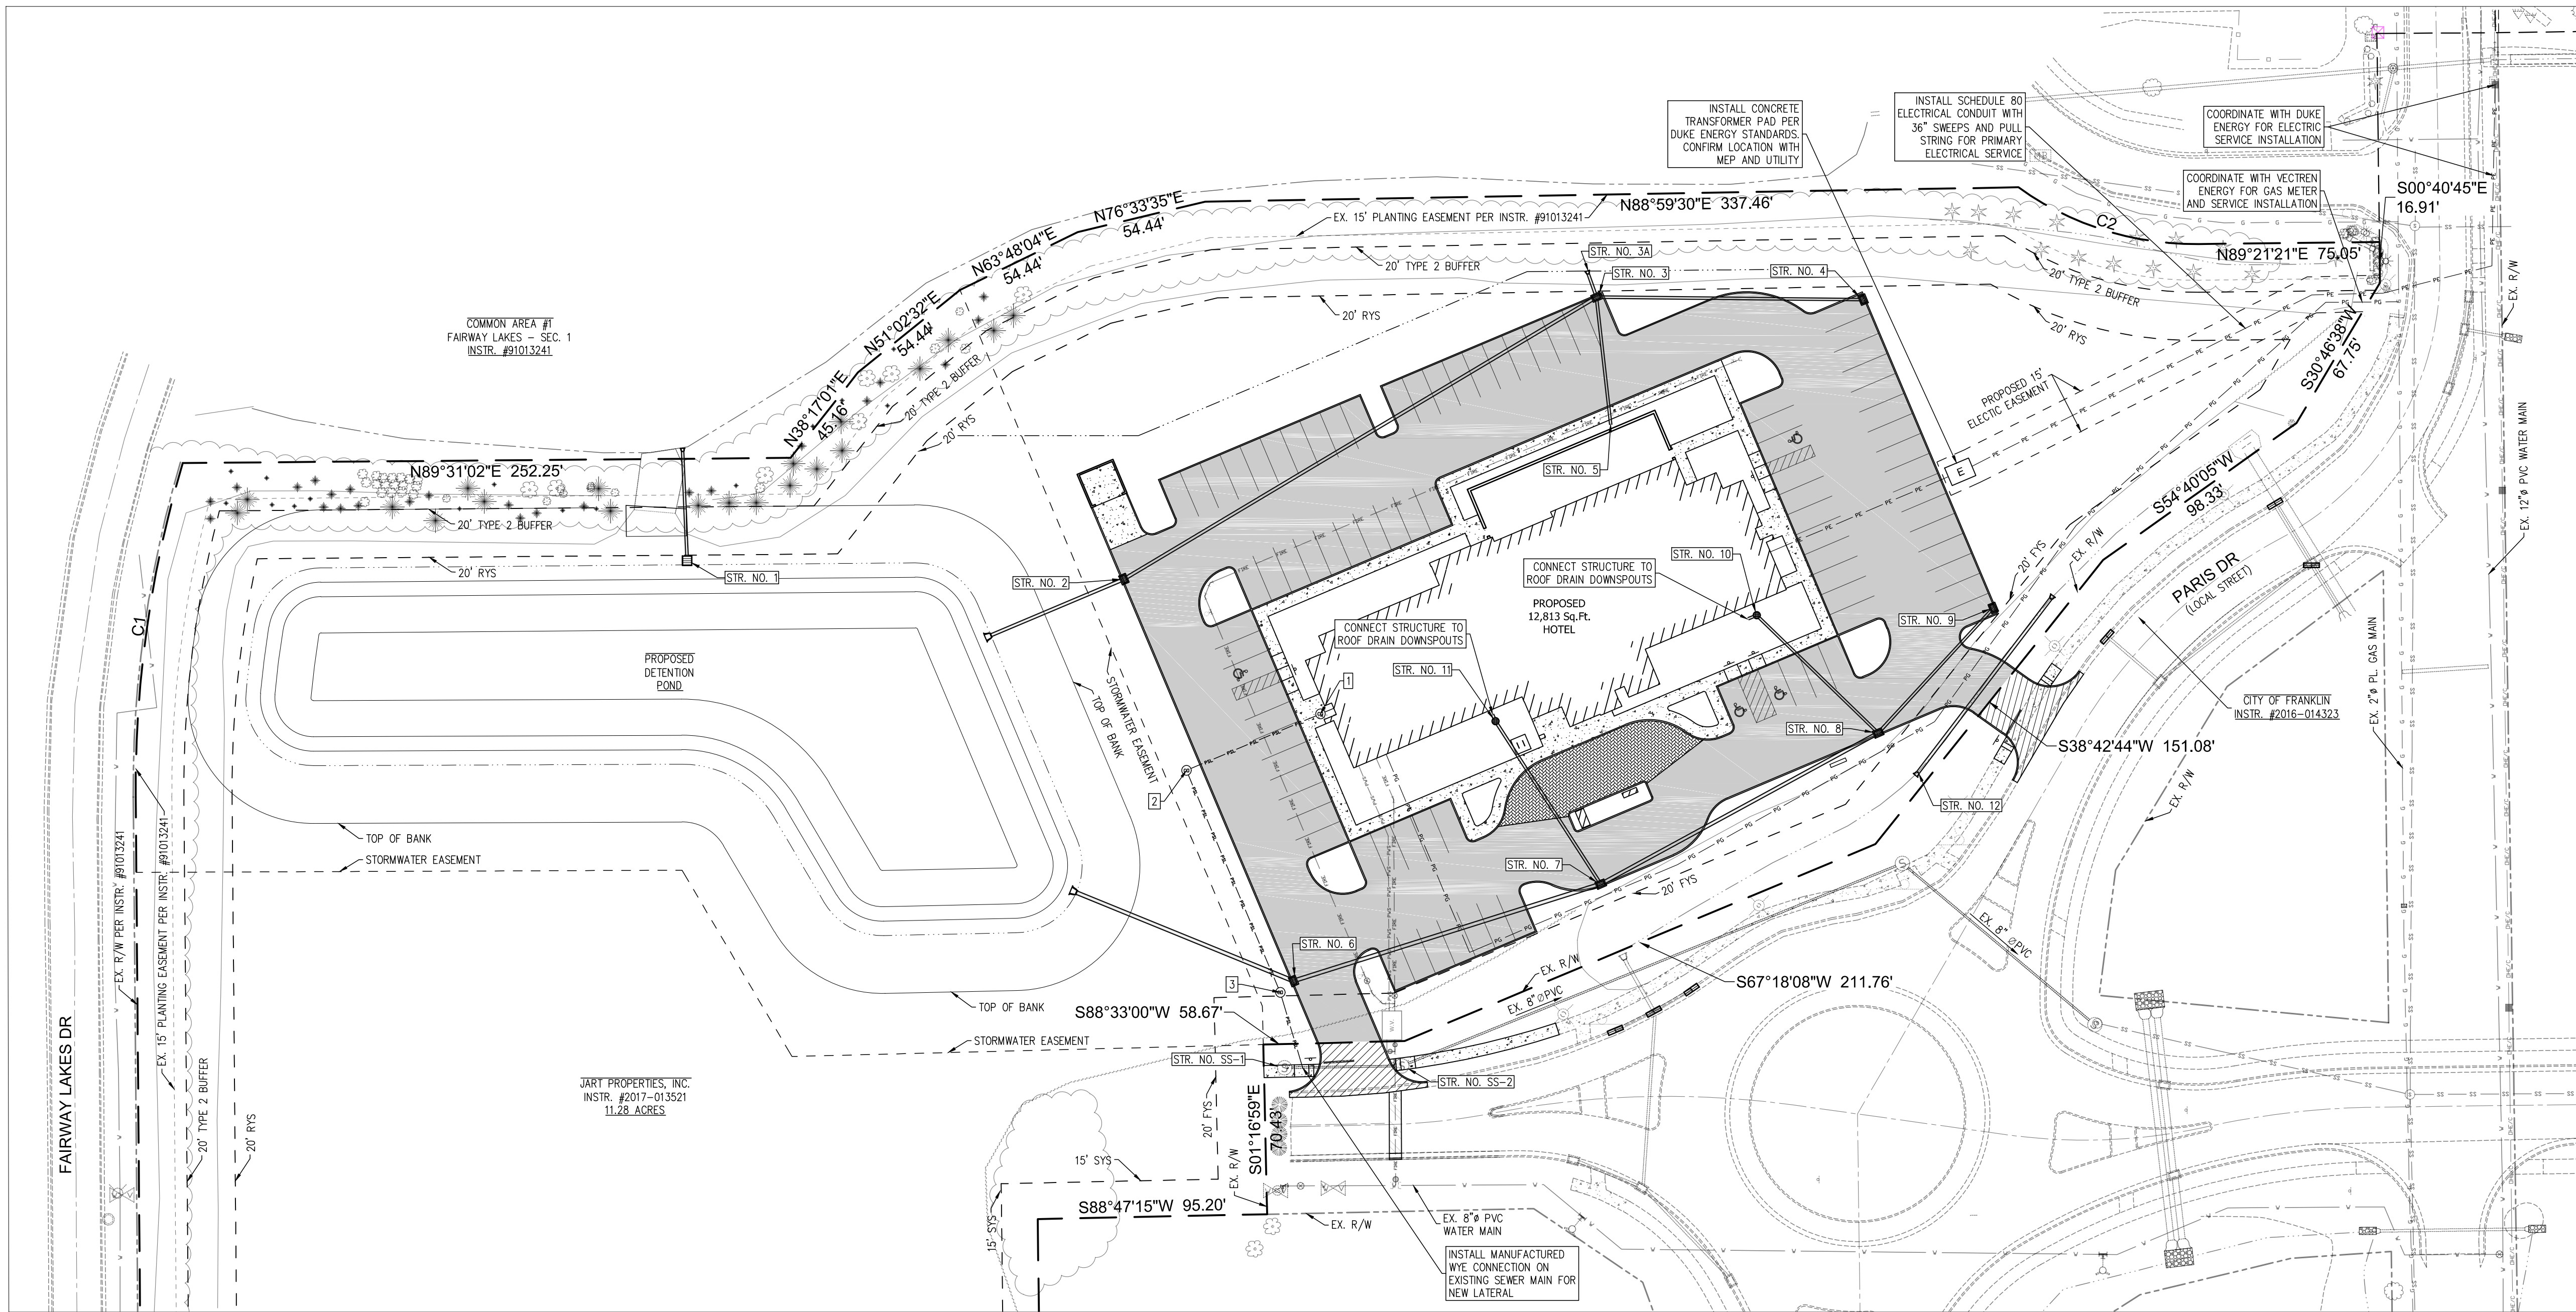 INSTALL CONCRETE
TRANSFORMER PAD PER
DUKE ENERGY STANDARDS.
CONFIRM LOCATION WITH
MEP AND UTILITY
INSTALL SCHEDULE 80
ELECTRICAL CONDUIT WITH
36" SWEEPS AND PULL
STRING FOR PRIMARY
ELECTRICAL SERVICE
COORDINATE WITH DUKE
ENERGY FOR ELECTRIC
SERVICE INSTALLATION
COORDINATE WITH VECTREN
ENERGY FOR GAS METER
AND SERVICE INSTALLATION
S00°40'45"E
16.91'
N76°33'35"E
54.44'
N88°59'30"E 337.46'
EX. 15' PLANTING EASEMENT PER INSTR. #91013241
C2
N89°21'21"E 75.05'
N63°48'04"E
54.44'
20' TYPE 2 BUFFER
STR. NO. 3A
STR. NO. 3
STR. NO. 4
20' TYPE 2 BUFFER
EX. R/W
20' RYS
20' RYS
COMMON AREA #1
FAIRWAY LAKES - SEC. 1
INSTR. #91013241
N51°02'32"E
54.44'
20' TYPE 2 BUFFER
N38°17'01"E
45.16'
20' RYS
S30°46'38"W
67.75'
PROPOSED 15'
ELECTIC EASEMENT
EX. 12"ø PVC WATER MAIN
N89°31'02"E 252.25'
STR. NO. 5
E
S54°40'05"W
98.33'
20' TYPE 2 BUFFER
20' RYS
STR. NO. 1
STR. NO. 2
CONNECT STRUCTURE TO
ROOF DRAIN DOWNSPOUTS
STR. NO. 10
20' FYS
EX. R/W
PARIS DR
(LOCAL STREET)
PROPOSED
12,813 Sq.Ft.
HOTEL
STR. NO. 9
C1
CONNECT STRUCTURE TO
ROOF DRAIN DOWNSPOUTS
PROPOSED
DETENTION
POND
STORMWATER EASEMENT
TOP OF BANK
STR. NO. 11
1
EX. 2"ø PL GAS MAIN
CITY OF FRANKLIN
INSTR. #2016-014323
STR. NO. 8
S38°42'44"W 151.08'
2
STR. NO. 12
EX. R/W
TOP OF BANK
STORMWATER EASEMENT
EX. R/W PER INSTR. #91013241
EX. 15' PLANTING EASEMENT PER INSTR. #91013241
STR. NO. 7
20' FYS
EX. 8" ØPVC
STR. NO. 6
3
EX. R/W
S67°18'08"W 211.76'
TOP OF BANK
S88°33'00"W 58.67'
EX. 8"ØPVC
W.V.
STORMWATER EASEMENT
STR. NO. SS-1
STR. NO. SS-2
FAIRWAY LAKES DR
20' TYPE 2 BUFFER
20' RYS
JART PROPERTIES, INC.
INSTR. #2017-013521
11.28 ACRES
20' FYS
S01°16'59"E
70.43'
EX. R/W
15' SYS
15' SYS
S88°47'15"W 95.20'
EX. R/W
EX. 8"ø PVC
WATER MAIN
INSTALL MANUFACTURED
WYE CONNECTION ON
EXISTING SEWER MAIN FOR
NEW LATERAL